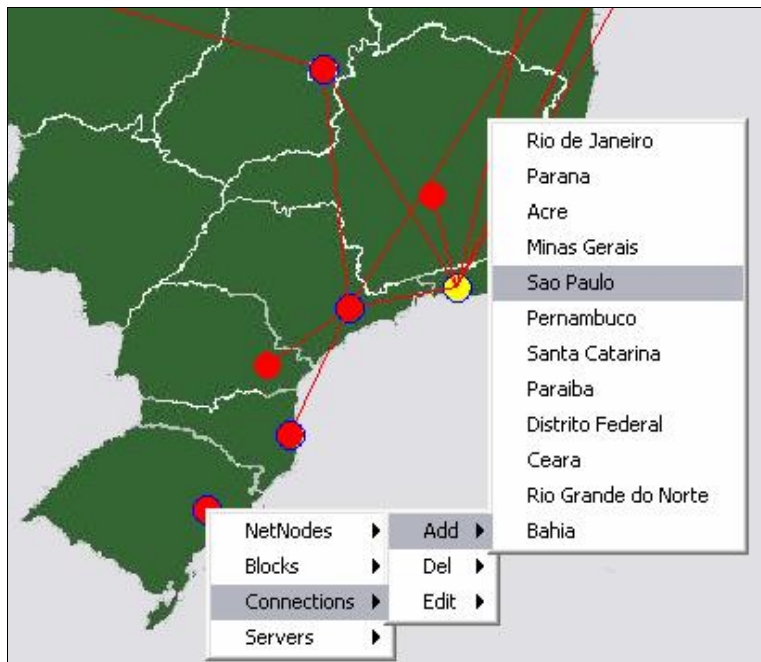 Rio de Janeiro
Parana
Acre
Minas Gerais
Sao Paulo
Pernambuco
Santa Catarina
Paraiba
Distrito Federal
Ceara
Rio Grande do Norte
Bahia
NetNodes
Blocks
Connections
Servers
Add
Del
Edit